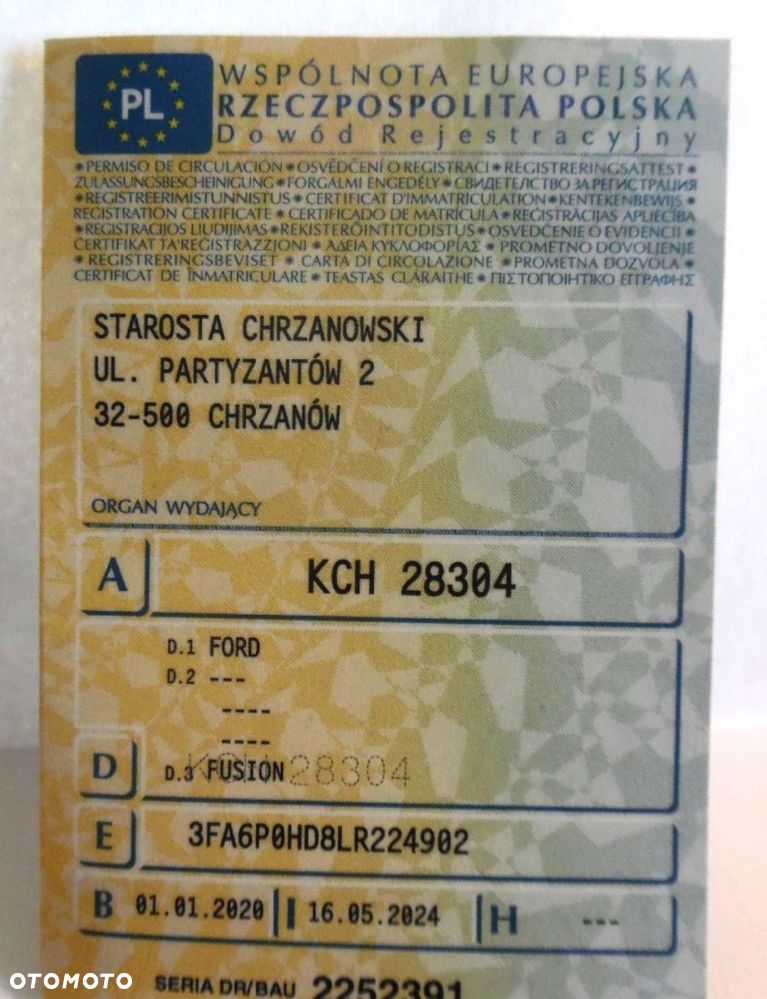 PL
WSPÓLNOTA EUROPEJSKA
RZECZPOSPOLITA POLSKA
Dowód Rejestracyjny
*PERMISO DE CIRCULACIÓN*OSVĚDČENÍ O REGISTRACI*REGISTRERINGSATTEST*
ZULASSUNGSBESCHEINIGUNG*FORGALMI ENGEDÉLY*СВИДЕТЕЛСТВО ЗА РЕГИСТРАЦИЯ
*REGISTREERIMISTUNNISTUS*CERTIFICAT D'IMMATRICULATION*KENTEKENBEWIJS*
REGISTRATION CERTIFICATE * CERTIFICADO DE MATRÍCULA*REĢISTRĀCIJAS APLIECĪBA
*REGISTRACIJOS LIUDIJIMAS*REKISTERÖINTITODISTUS*OSVEDČENIE O EVIDENCII*
ĊERTIFIKAT TA'REĠISTRAZZJONI * ΑΔΕΙΑ ΚΥΚΛΟΦΟΡΙΑΣ * PROMETNO DOVOLJENJE
* REGISTRERINGSBEVISET * CARTA DI CIRCOLAZIONE *PROMETNA DOZVOLA*
CERTIFICAT DE ÎNMATRICULARE*TEASTAS CLÁRAITHE*ΠΙΣΤΟΠΟΙΗΤΙΚΟ ΕΓΓΡΑΦΗΣ
STAROSTA CHRZANOWSKI
UL. PARTYZANTÓW 2
32-500 CHRZANÓW
ORGAN WYDAJĄCY
A KCH 28304
D.1 FORD
D.2 ---
----
----
D D.3 FUSION
KCH 28304
E 3FA6P0HD8LR224902
B 01.01.2020 I 16.05.2024 H ---
SERIA DR/BAU 2252391
OTOMOTO